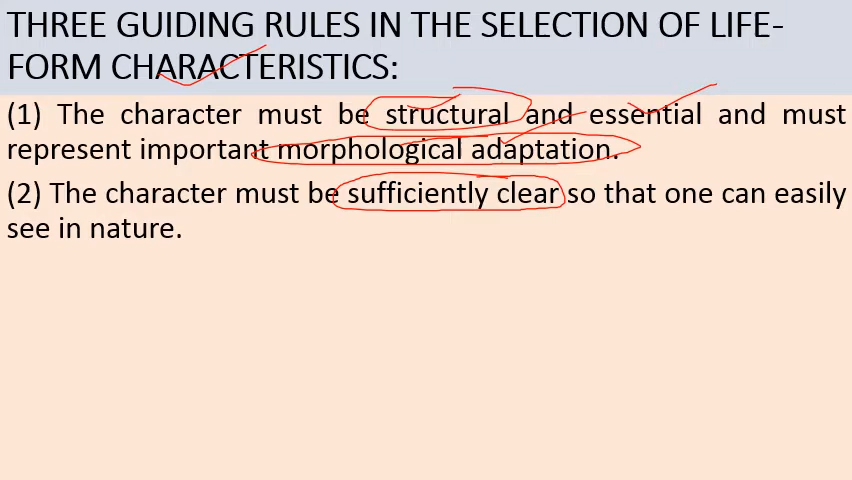 THREE GUIDING RULES IN THE SELECTION OF LIFE-
FORM CHARACTERISTICS:
(1) The character must be structural and essential and must
represent important morphological adaptation.
(2) The character must be sufficiently clear so that one can easily
see in nature.